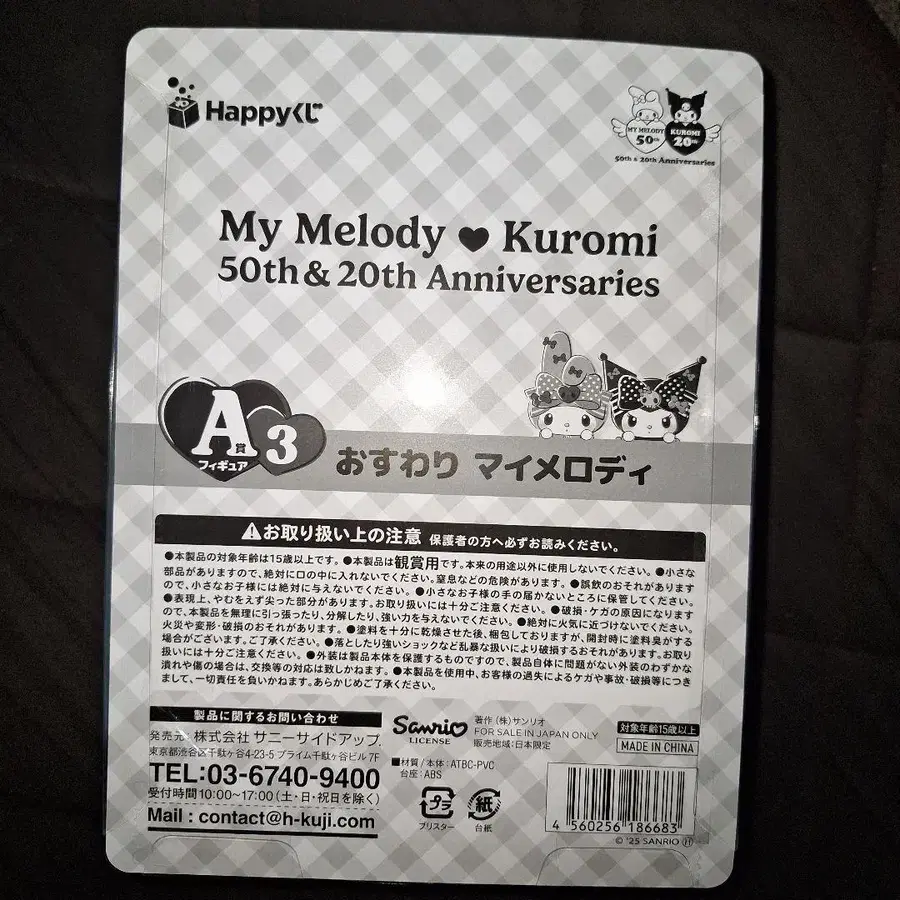 Happyくじ
MY MELODY 50th
KUROMI 20th
50th & 20th Anniversaries
My Melody ♥ Kuromi
50th & 20th Anniversaries
A賞
フィギュア
3
おすわり マイメロディ
⚠お取り扱い上の注意 保護者の方へ必ずお読みください。
●本製品の対象年齢は15歳以上です。●本製品は観賞用です。本来の用途以外に使用しないでください。●小さな
部品がありますので、絶対に口の中に入れないでください。窒息などの危険があります。●誤飲のおそれがあります
ので、小さなお子様には絶対に与えないでください。●小さなお子様の手の届かないところに保管してください。
●表現上、やむをえず尖った部分があります。お取り扱いには十分ご注意ください。●破損・ケガの原因になります
ので、本製品を無理に引っ張ったり、分解したり、強い力を与えないでください。●絶対に火気に近づけないでください。
火災や変形・破損のおそれがあります。●塗料を十分に乾燥させた後、梱包しておりますが、開封時に塗料臭がする
場合がございます。ご了承ください。●落としたり強いショックなど乱暴な扱いにより破損するおそれがあります。お取り
扱いには十分ご注意ください。●外装は製品本体を保護するものですので、製品自体に問題がない外装のわずかな
潰れや傷の場合は、交換等の対応は致しかねます。●本製品を使用中、お客様の過失によるケガや事故・破損等につき
まして、一切責任を負いかねます。あらかじめご了承ください。
製品に関するお問い合わせ
発売元 株式会社 サニーサイドアップ
東京都渋谷区千駄ヶ谷4-23-5 プライム千駄ヶ谷ビル 7F
TEL:03-6740-9400
受付時間10:00~17:00(土・日・祝日を除く)
Mail : contact@h-kuji.com
Sanrio
LICENSE
著作 (株)サンリオ
FOR SALE IN JAPAN ONLY
販売地域:日本限定
■材質/本体:ATBC-PVC
台座:ABS
プラ
ブリスター
紙
台紙
対象年齢15歳以上
MADE IN CHINA
4 560256 186683
© '25 SANRIO Ⓗ